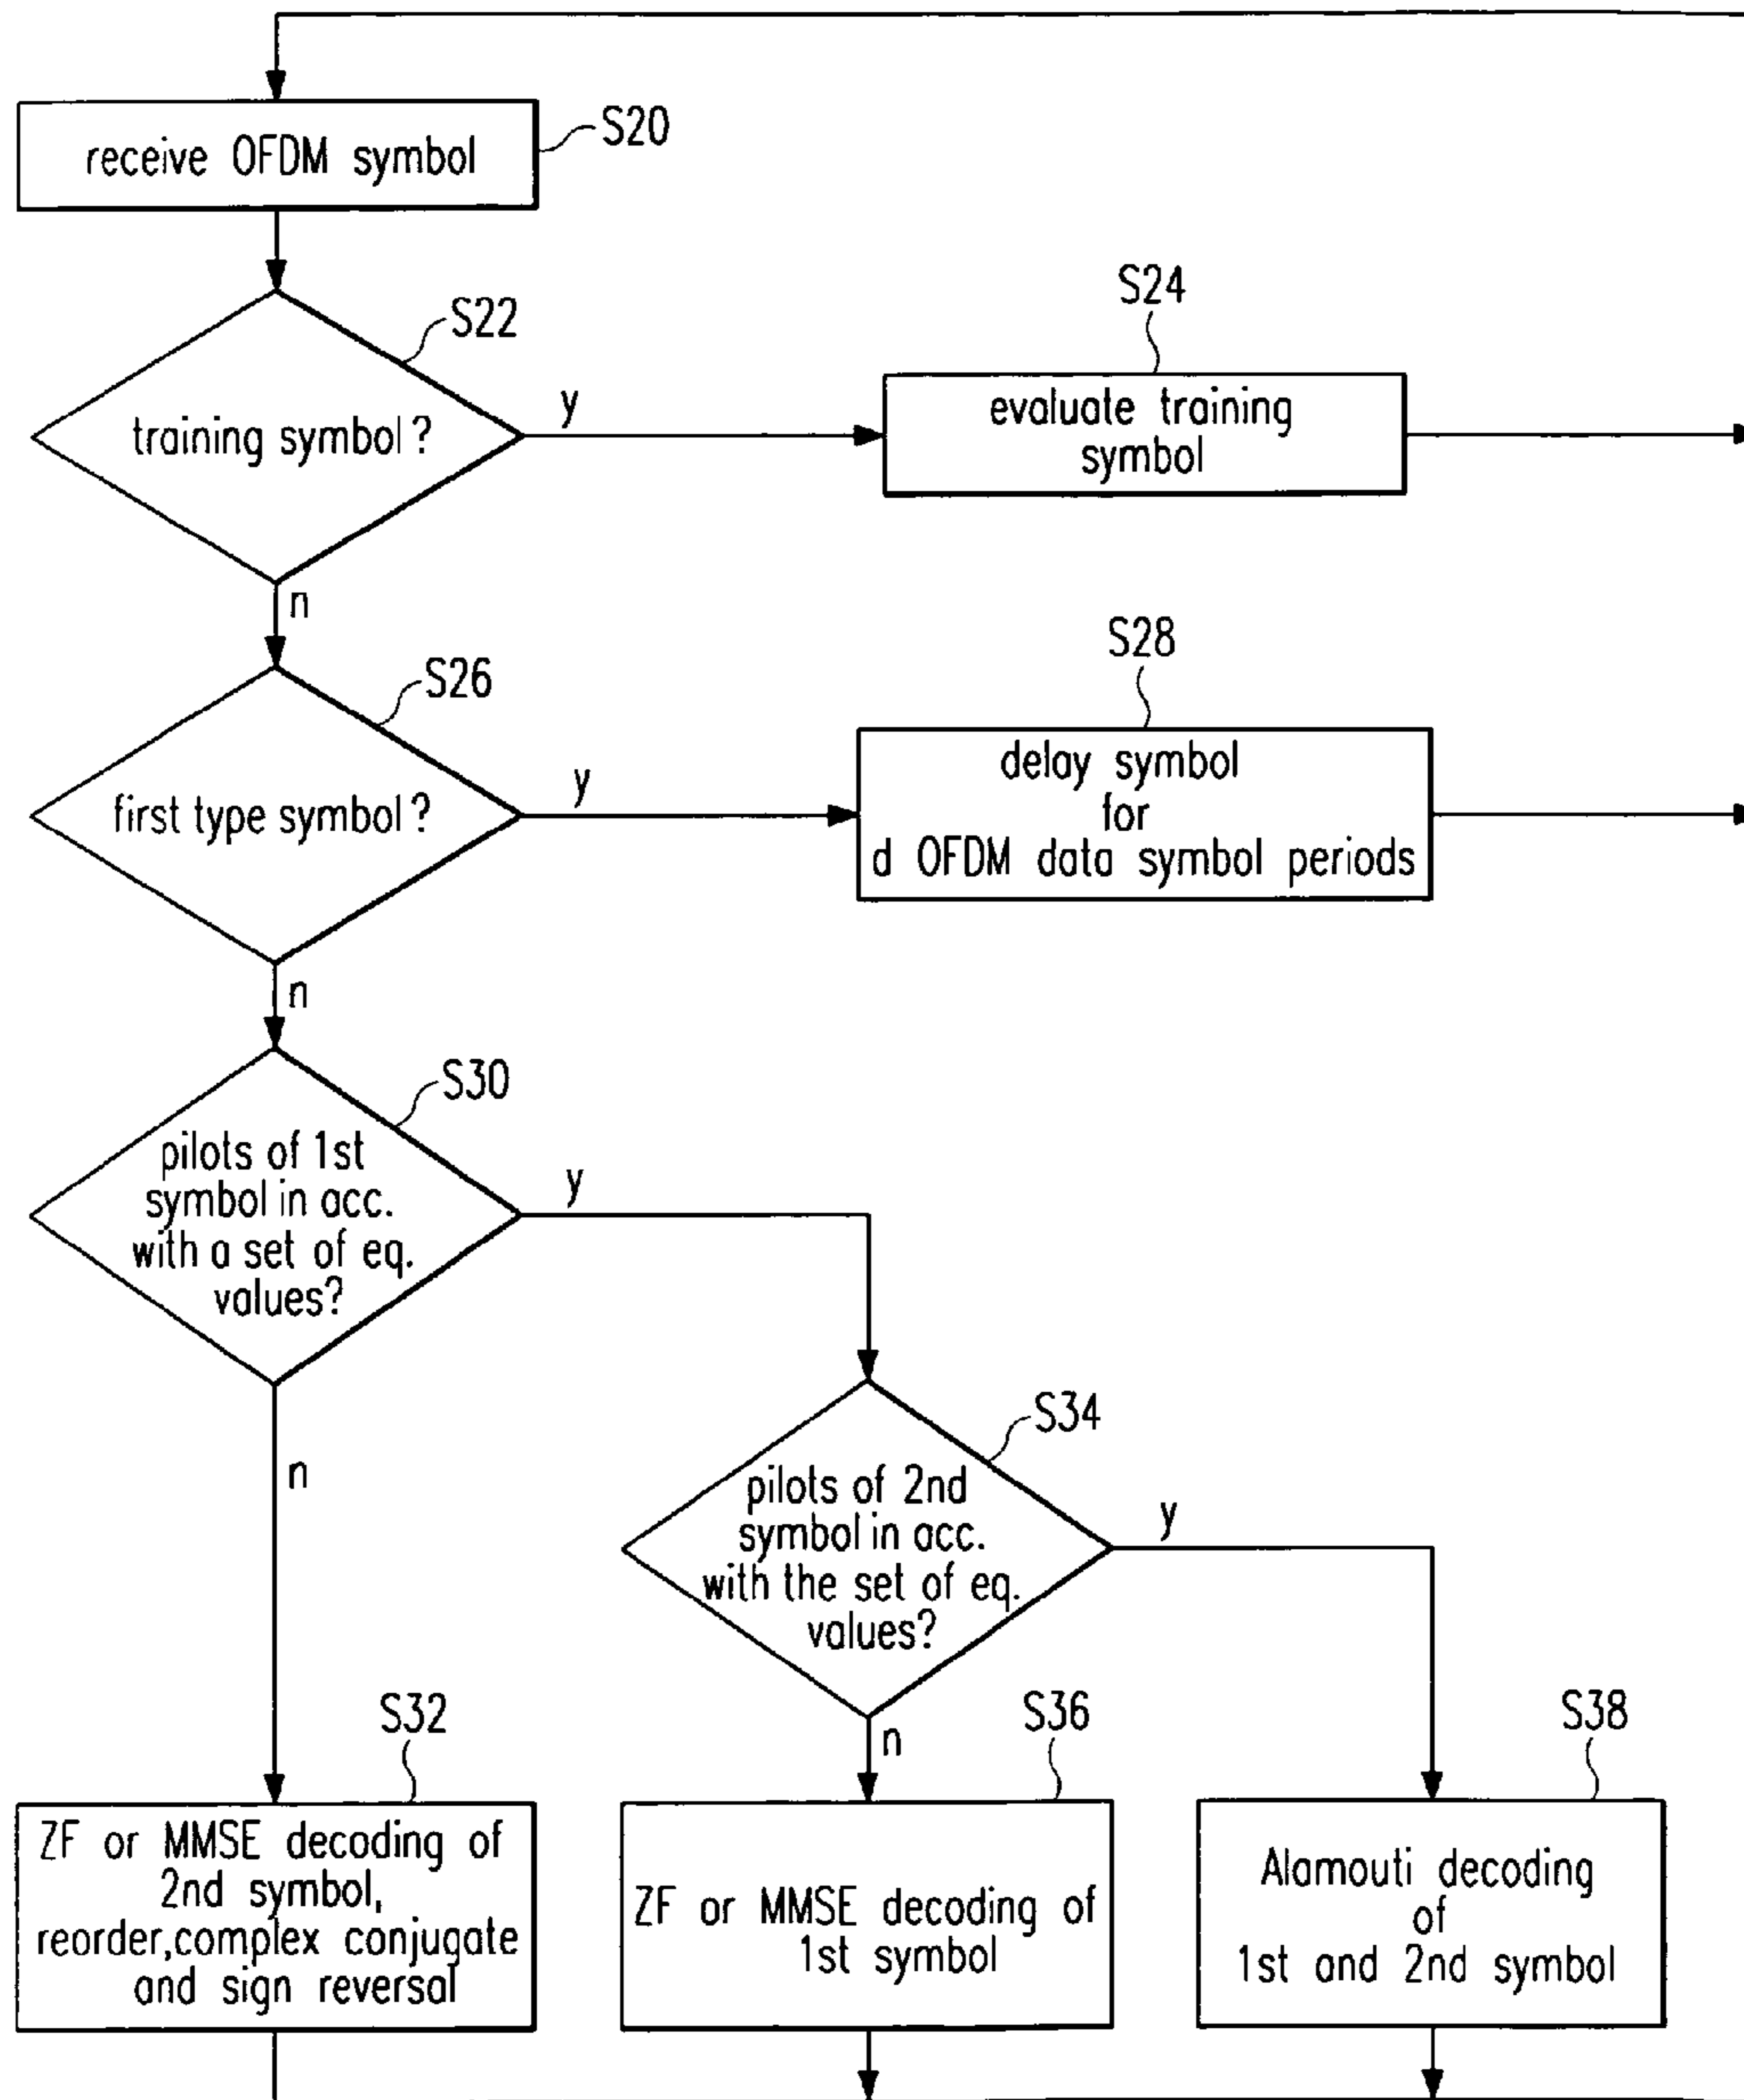 receive OFDM symbol
S20
training symbol?
S22
y
n
S24
evaluate training
symbol
first type symbol?
S26
y
n
S28
delay symbol
for
d OFDM data symbol periods
pilots of 1st
symbol in acc.
with a set of eq.
values?
S30
y
n
pilots of 2nd
symbol in acc.
with the set of eq.
values?
S34
y
n
S32
ZF or MMSE decoding of
2nd symbol,
reorder,complex conjugate
and sign reversal
S36
ZF or MMSE decoding of
1st symbol
S38
Alamouti decoding
of
1st and 2nd symbol